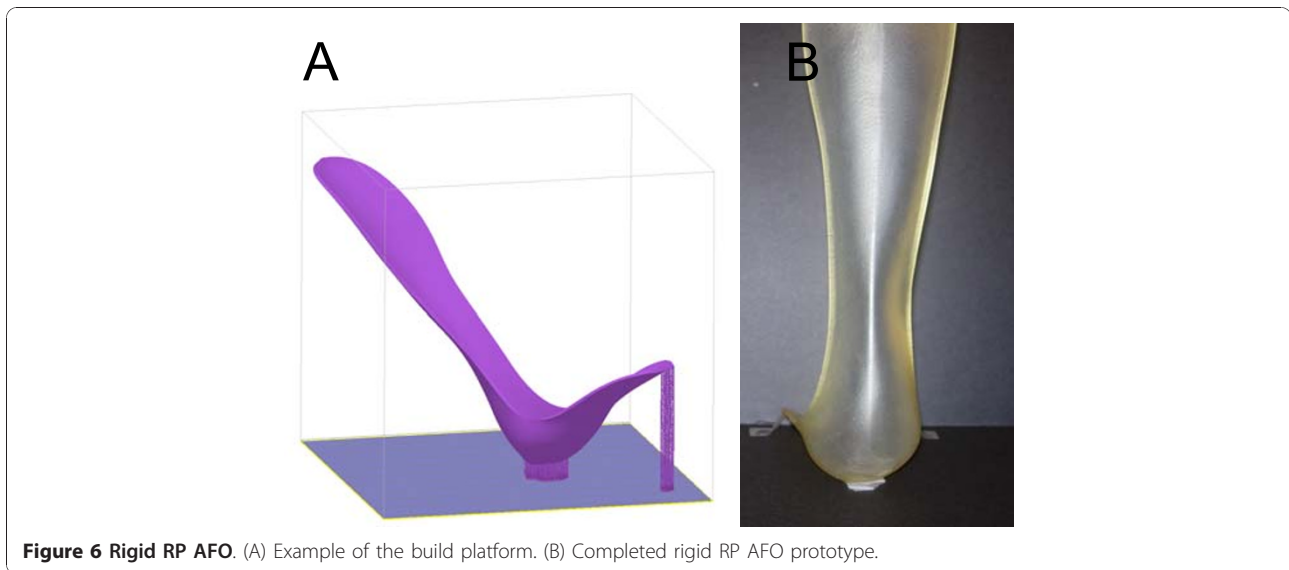 A
B
Figure 6 Rigid RP AFO. (A) Example of the build platform. (B) Completed rigid RP AFO prototype.